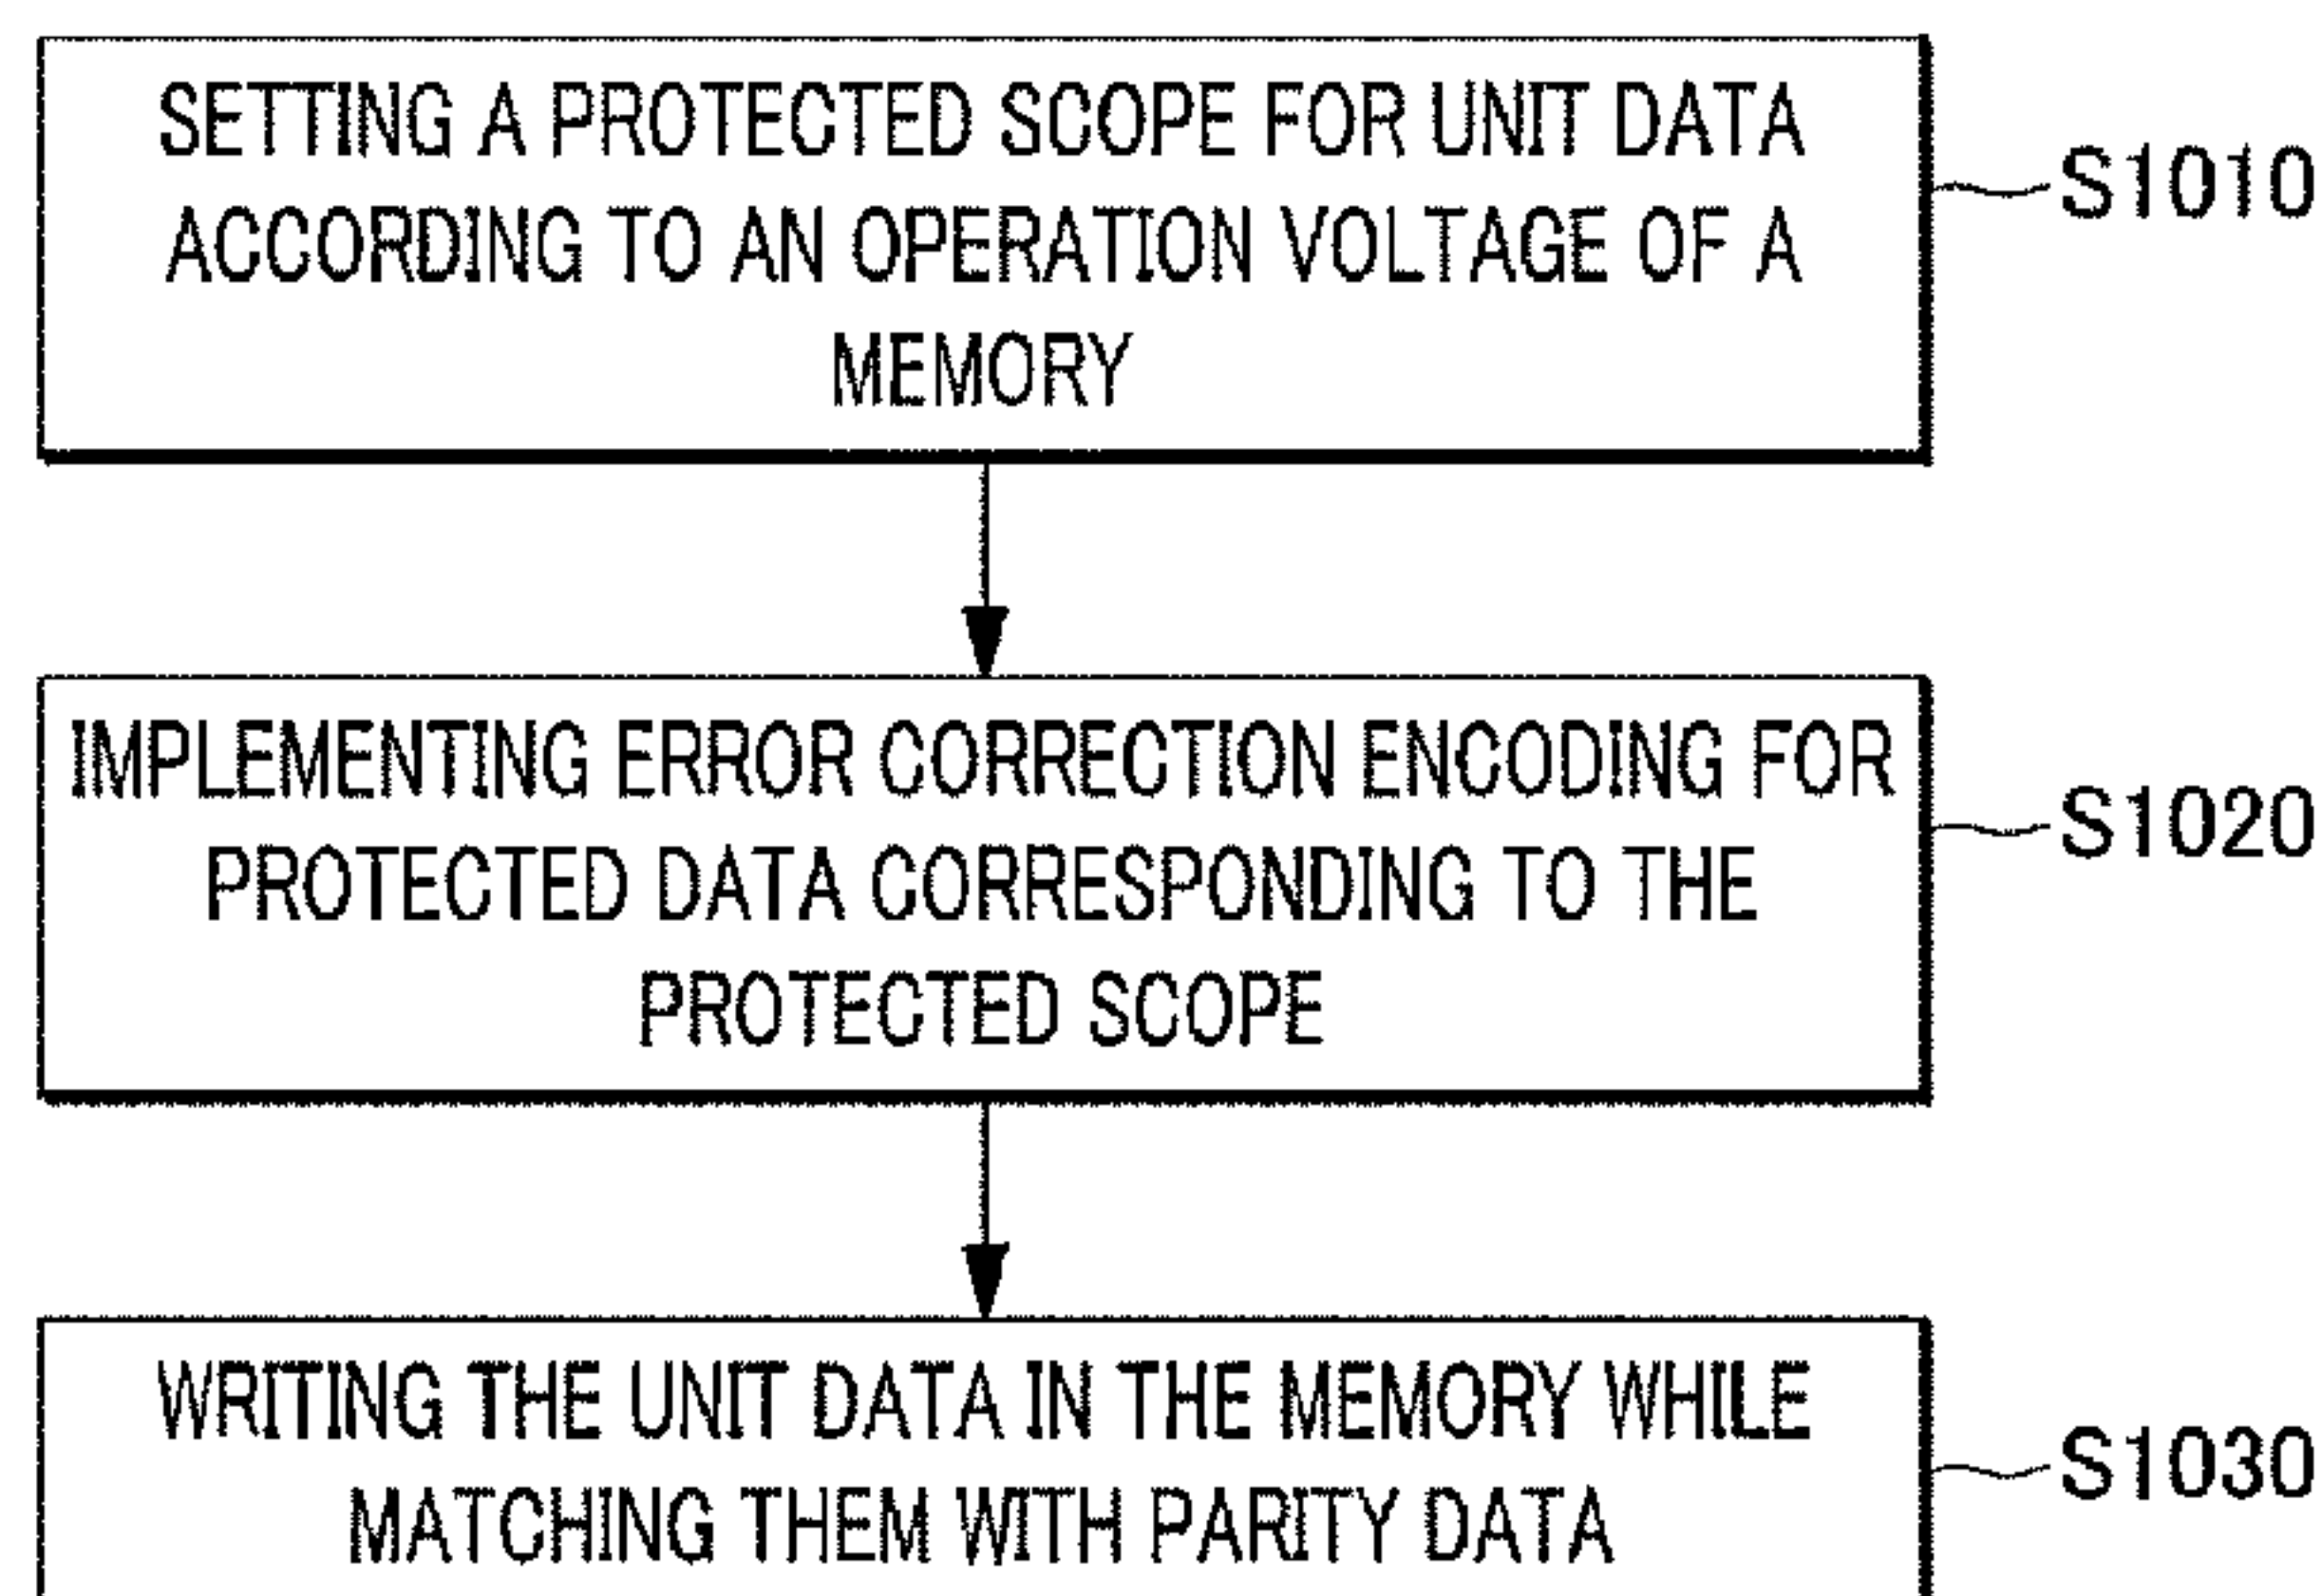 SETTING A PROTECTED SCOPE FOR UNIT DATA
ACCORDING TO AN OPERATION VOLTAGE OF A
MEMORY
S1010
IMPLEMENTING ERROR CORRECTION ENCODING FOR
PROTECTED DATA CORRESPONDING TO THE
PROTECTED SCOPE
S1020
WRITING THE UNIT DATA IN THE MEMORY WHILE
MATCHING THEM WITH PARITY DATA
S1030